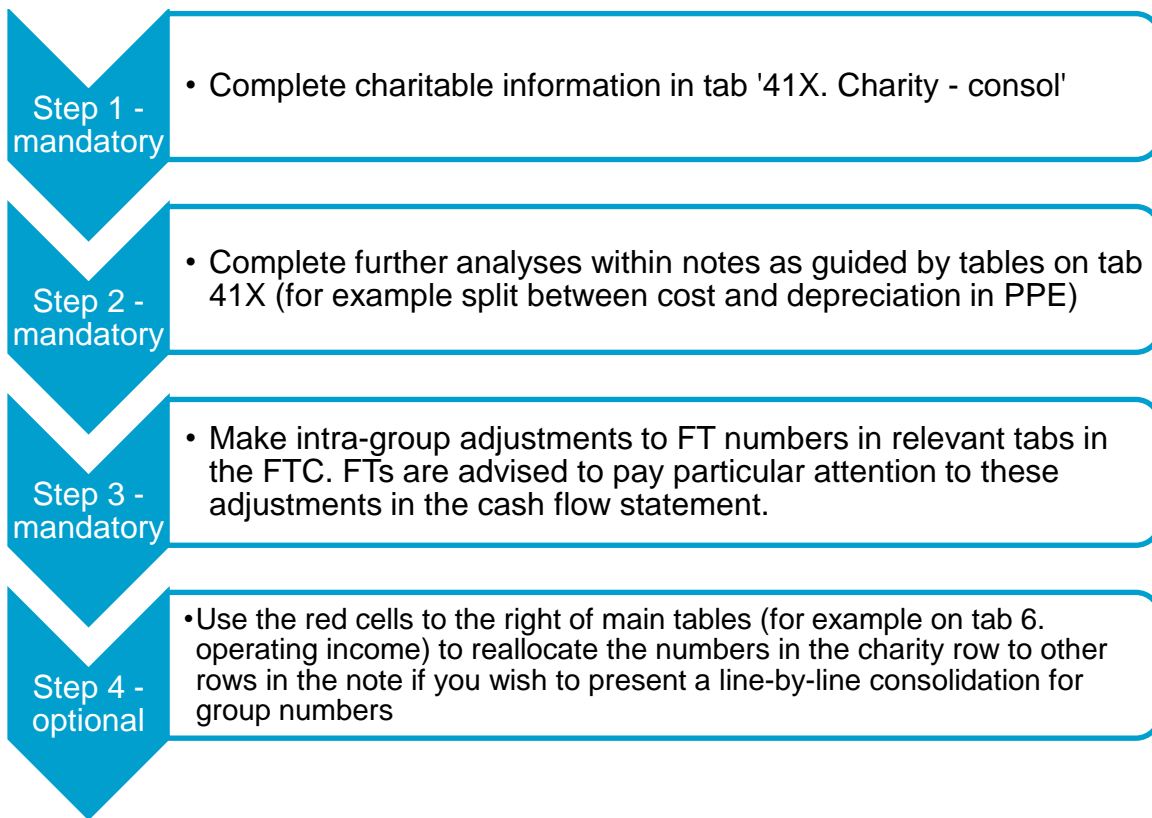 Step 1 -
mandatory
• Complete charitable information in tab '41X. Charity - consol'
Step 2 -
mandatory
• Complete further analyses within notes as guided by tables on tab
41X (for example split between cost and depreciation in PPE)
Step 3 -
mandatory
• Make intra-group adjustments to FT numbers in relevant tabs in
the FTC. FTs are advised to pay particular attention to these
adjustments in the cash flow statement.
Step 4 -
optional
•Use the red cells to the right of main tables (for example on tab 6.
operating income) to reallocate the numbers in the charity row to other
rows in the note if you wish to present a line-by-line consolidation for
group numbers